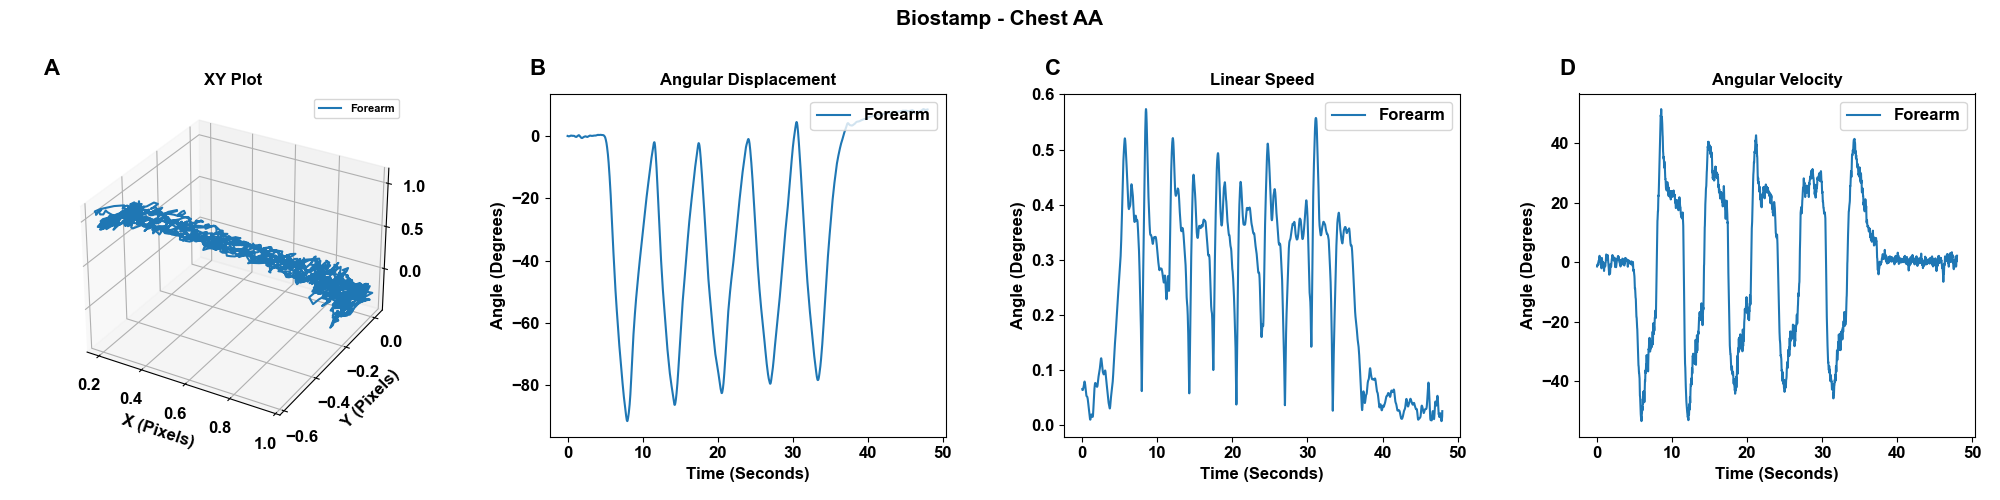 Biostamp - Chest AA
A
XY Plot
Forearm
1.0
0.5
0.0
0.0
−0.2
−0.4
−0.6
Y (Pixels)
0.2
0.4
0.6
0.8
1.0
X (Pixels)
B
Angular Displacement
Forearm
0
−20
−40
−60
−80
Angle (Degrees)
0 10 20 30 40 50
Time (Seconds)
C
Linear Speed
Forearm
0.6
0.5
0.4
0.3
0.2
0.1
0.0
Angle (Degrees)
0 10 20 30 40 50
Time (Seconds)
D
Angular Velocity
Forearm
40
20
0
−20
−40
Angle (Degrees)
0 10 20 30 40 50
Time (Seconds)